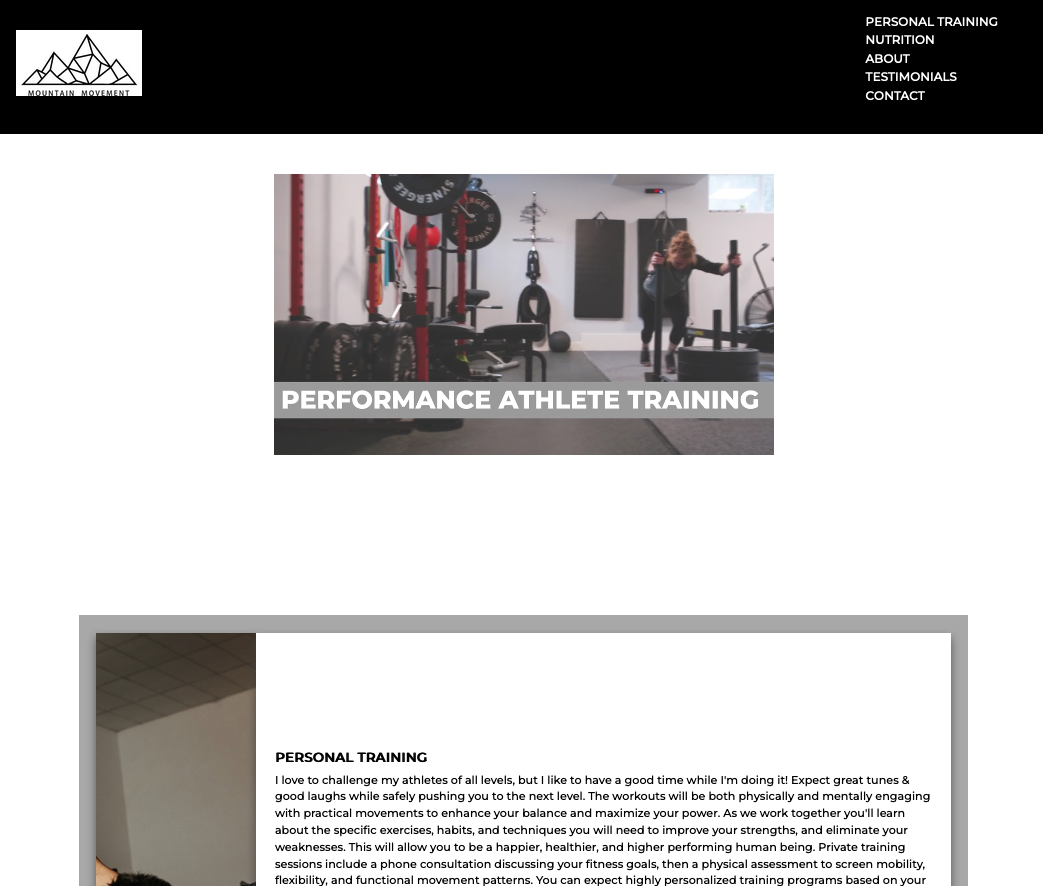 MOUNTAIN MOVEMENT
PERSONAL TRAINING
NUTRITION
ABOUT
TESTIMONIALS
CONTACT
SYNERGEE
SYNERGEE
PERFORMANCE ATHLETE TRAINING
PERSONAL TRAINING
I love to challenge my athletes of all levels, but I like to have a good time while I'm doing it! Expect great tunes &
good laughs while safely pushing you to the next level. The workouts will be both physically and mentally engaging
with practical movements to enhance your balance and maximize your power. As we work together you'll learn
about the specific exercises, habits, and techniques you will need to improve your strengths, and eliminate your
weaknesses. This will allow you to be a happier, healthier, and higher performing human being. Private training
sessions include a phone consultation discussing your fitness goals, then a physical assessment to screen mobility,
flexibility, and functional movement patterns. You can expect highly personalized training programs based on your